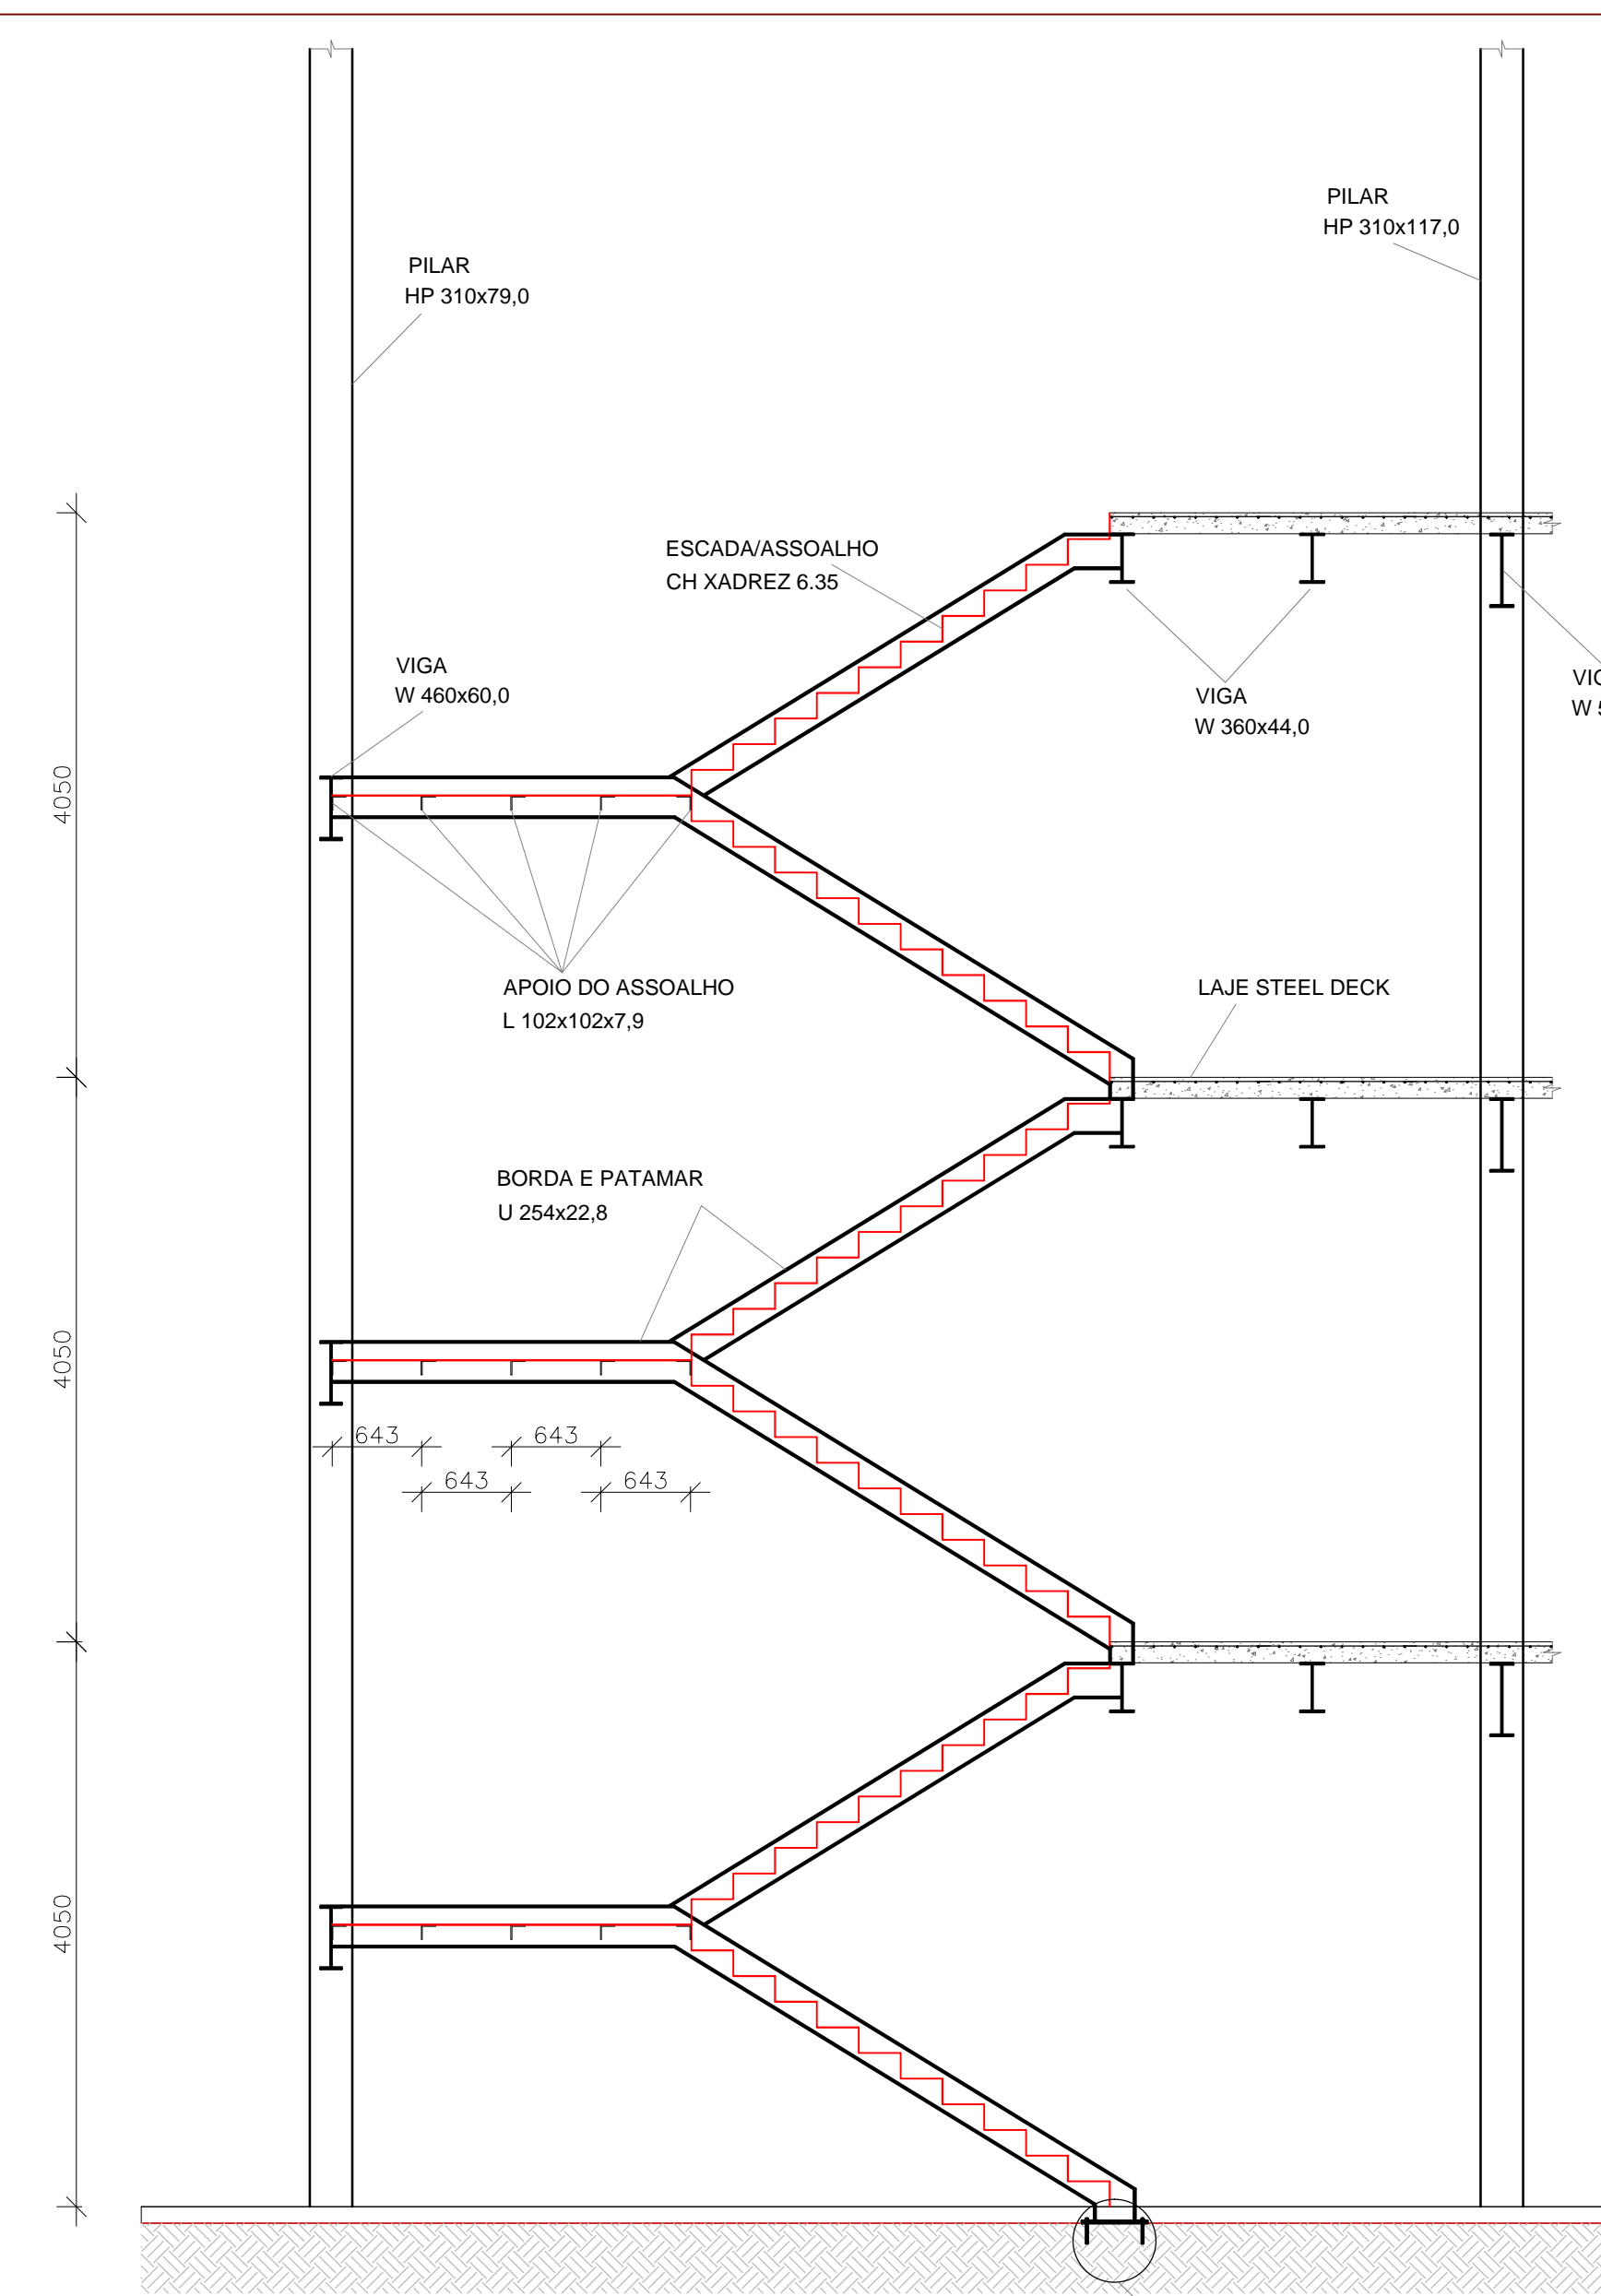 PILAR
HP 310x117,0
PILAR
HP 310x79,0
ESCADA/ASSOALHO
CH XADREZ 6.35
VIGA
W 460x60,0
VIGA
W 360x44,0
W
4050
APOIO DO ASSOALHO
L 102x102x7,9
LAJE STEEL DECK
BORDA E PATAMAR
U 254x22,8
4050
643
643
643
643
4050